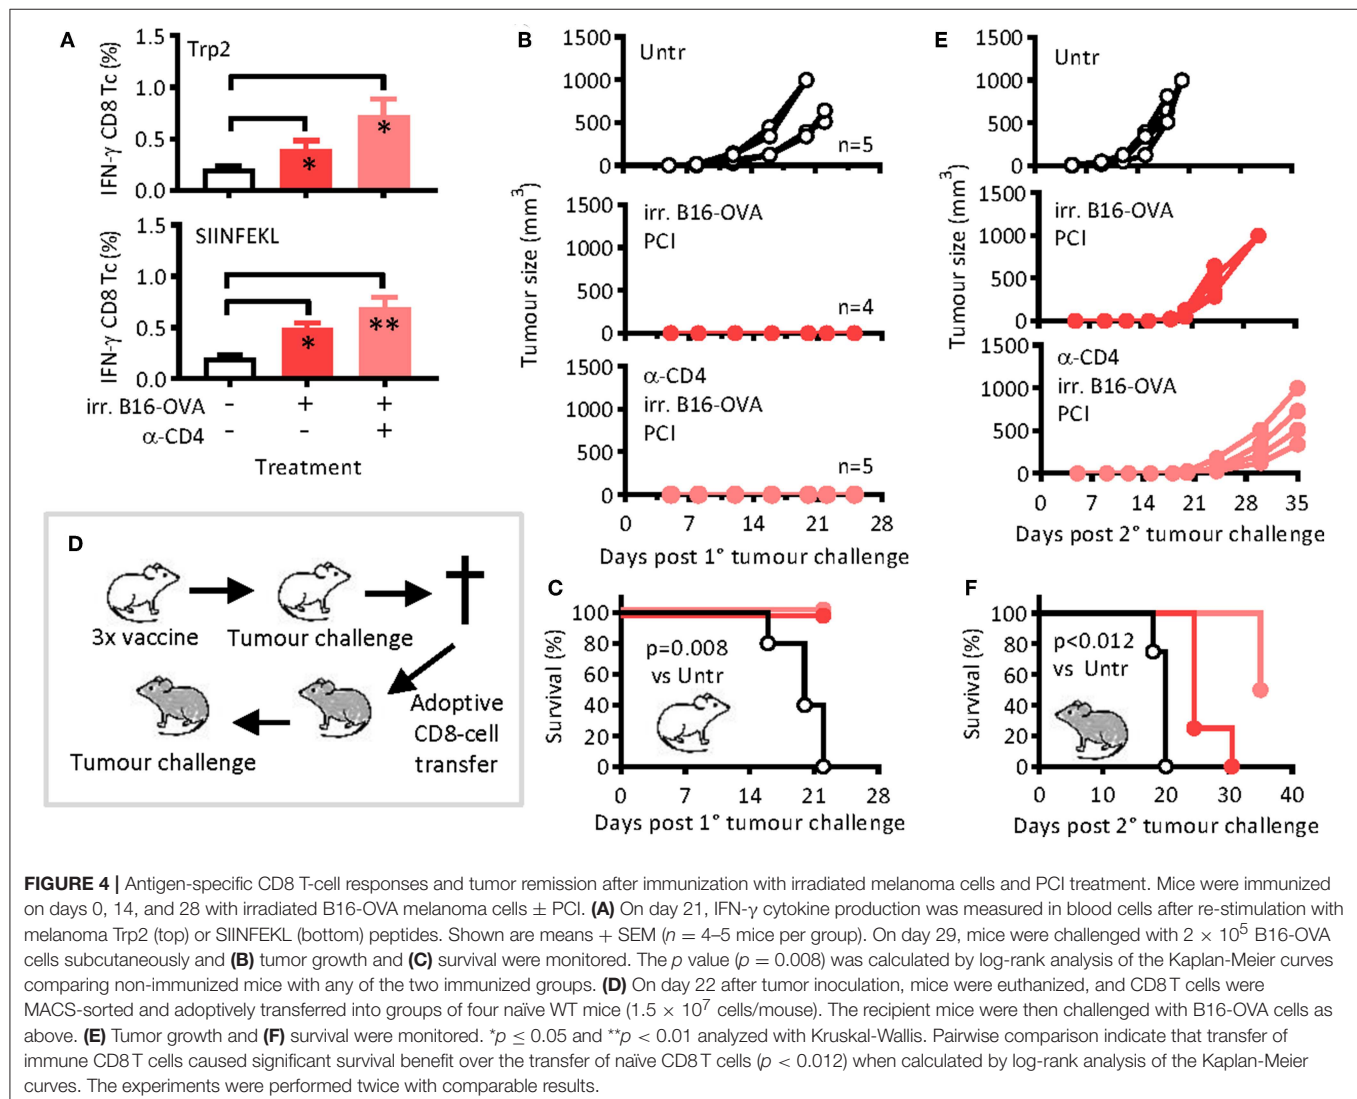 A
1.5
1.0
0.5
0.0
IFN-γ CD8 Tc (%)
Trp2
*
*
1.5
1.0
0.5
0.0
IFN-γ CD8 Tc (%)
SIINFEKL
*
**
irr. B16-OVA - + +
α-CD4 - - +
Treatment
B
1500
1000
500
0
Untr
n=5
1500
1000
500
0
irr. B16-OVA
PCI
n=4
1500
1000
500
0
α-CD4
irr. B16-OVA
PCI
n=5
Tumour size (mm³)
0 7 14 21 28
Days post 1° tumour challenge
E
1500
1000
500
0
Untr
1500
1000
500
0
irr. B16-OVA
PCI
1500
1000
500
0
α-CD4
irr. B16-OVA
PCI
Tumour size (mm³)
0 7 14 21 28 35
Days post 2° tumour challenge
D
3x vaccine
Tumour challenge
Adoptive
CD8-cell
transfer
Tumour challenge
C
100
80
60
40
20
0
Survival (%)
p=0.008
vs Untr
0 7 14 21 28
Days post 1° tumour challenge
F
100
80
60
40
20
0
Survival (%)
p<0.012
vs Untr
0 10 20 30 40
Days post 2° tumour challenge
FIGURE 4 | Antigen-specific CD8 T-cell responses and tumor remission after immunization with irradiated melanoma cells and PCI treatment. Mice were immunized
on days 0, 14, and 28 with irradiated B16-OVA melanoma cells ± PCI. (A) On day 21, IFN-γ cytokine production was measured in blood cells after re-stimulation with
melanoma Trp2 (top) or SIINFEKL (bottom) peptides. Shown are means + SEM (n = 4–5 mice per group). On day 29, mice were challenged with 2 × 10⁵ B16-OVA
cells subcutaneously and (B) tumor growth and (C) survival were monitored. The p value (p = 0.008) was calculated by log-rank analysis of the Kaplan-Meier curves
comparing non-immunized mice with any of the two immunized groups. (D) On day 22 after tumor inoculation, mice were euthanized, and CD8 T cells were
MACS-sorted and adoptively transferred into groups of four naïve WT mice (1.5 × 10⁷ cells/mouse). The recipient mice were then challenged with B16-OVA cells as
above. (E) Tumor growth and (F) survival were monitored. *p ≤ 0.05 and **p < 0.01 analyzed with Kruskal-Wallis. Pairwise comparison indicate that transfer of
immune CD8 T cells caused significant survival benefit over the transfer of naïve CD8 T cells (p < 0.012) when calculated by log-rank analysis of the Kaplan-Meier
curves. The experiments were performed twice with comparable results.